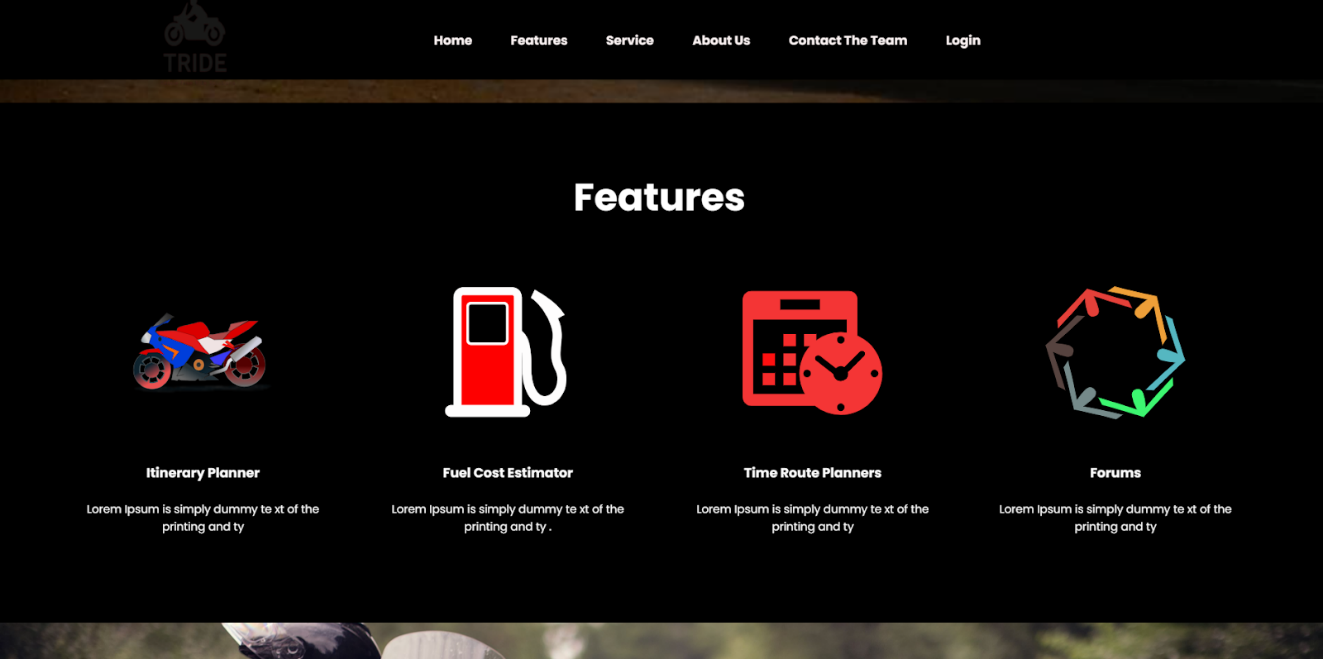 TRIDE
Home Features Service About Us Contact The Team Login
Features
Itinerary Planner
Lorem Ipsum is simply dummy te xt of the
printing and ty
Fuel Cost Estimator
Lorem Ipsum is simply dummy te xt of the
printing and ty .
Time Route Planners
Lorem Ipsum is simply dummy te xt of the
printing and ty
Forums
Lorem Ipsum is simply dummy te xt of the
printing and ty